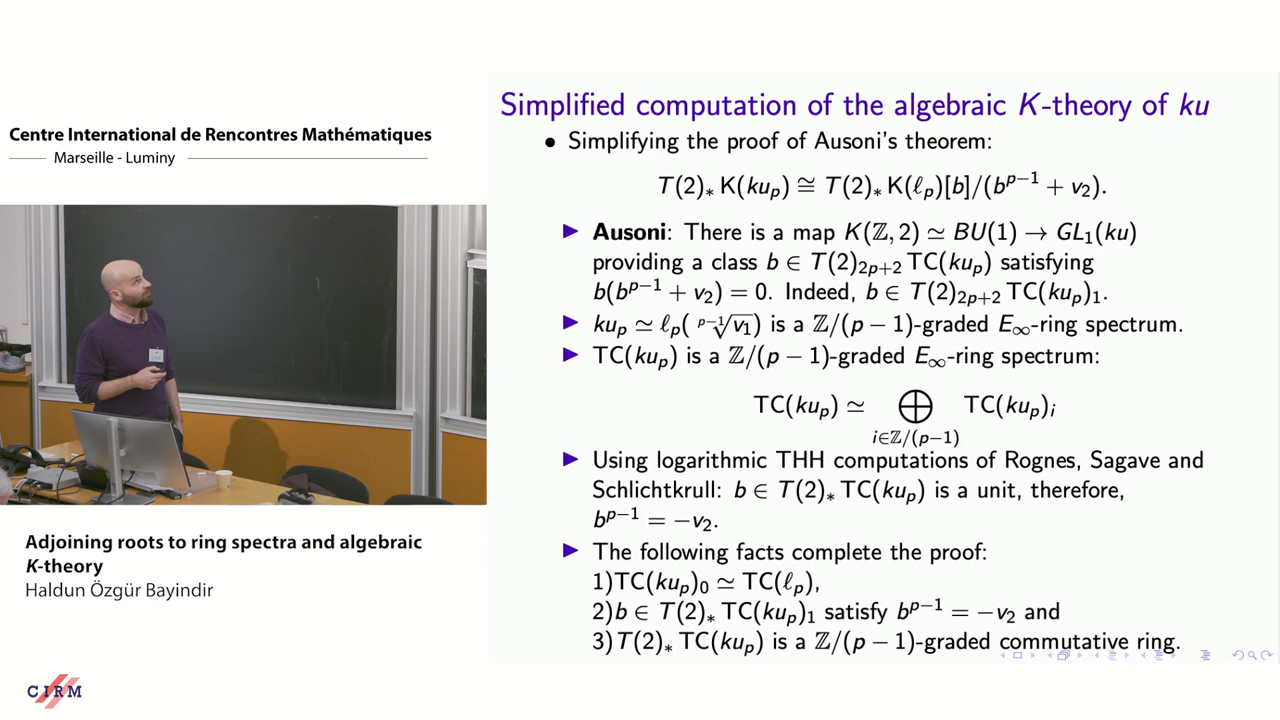 Centre International de Rencontres Mathématiques
Marseille - Luminy
Adjoining roots to ring spectra and algebraic
K-theory
Haldun Özgür Bayindir
CIRM
Simplified computation of the algebraic K-theory of ku
• Simplifying the proof of Ausoni's theorem:
T(2)_* K(ku_p) ≅ T(2)_* K(ℓ_p)[b]/(b^{p−1} + v_2).
▶ Ausoni: There is a map K(ℤ, 2) ≃ BU(1) → GL_1(ku)
providing a class b ∈ T(2)_{2p+2} TC(ku_p) satisfying
b(b^{p−1} + v_2) = 0. Indeed, b ∈ T(2)_{2p+2} TC(ku_p)_1.
▶ ku_p ≃ ℓ_p(\sqrt[p−1]{v_1}) is a ℤ/(p − 1)-graded E_∞-ring spectrum.
▶ TC(ku_p) is a ℤ/(p − 1)-graded E_∞-ring spectrum:
TC(ku_p) ≃ ⊕ TC(ku_p)_i
i∈ℤ/(p−1)
▶ Using logarithmic THH computations of Rognes, Sagave and
Schlichtkrull: b ∈ T(2)_* TC(ku_p) is a unit, therefore,
b^{p−1} = −v_2.
▶ The following facts complete the proof:
1)TC(ku_p)_0 ≃ TC(ℓ_p),
2)b ∈ T(2)_* TC(ku_p)_1 satisfy b^{p−1} = −v_2 and
3)T(2)_* TC(ku_p) is a ℤ/(p − 1)-graded commutative ring.